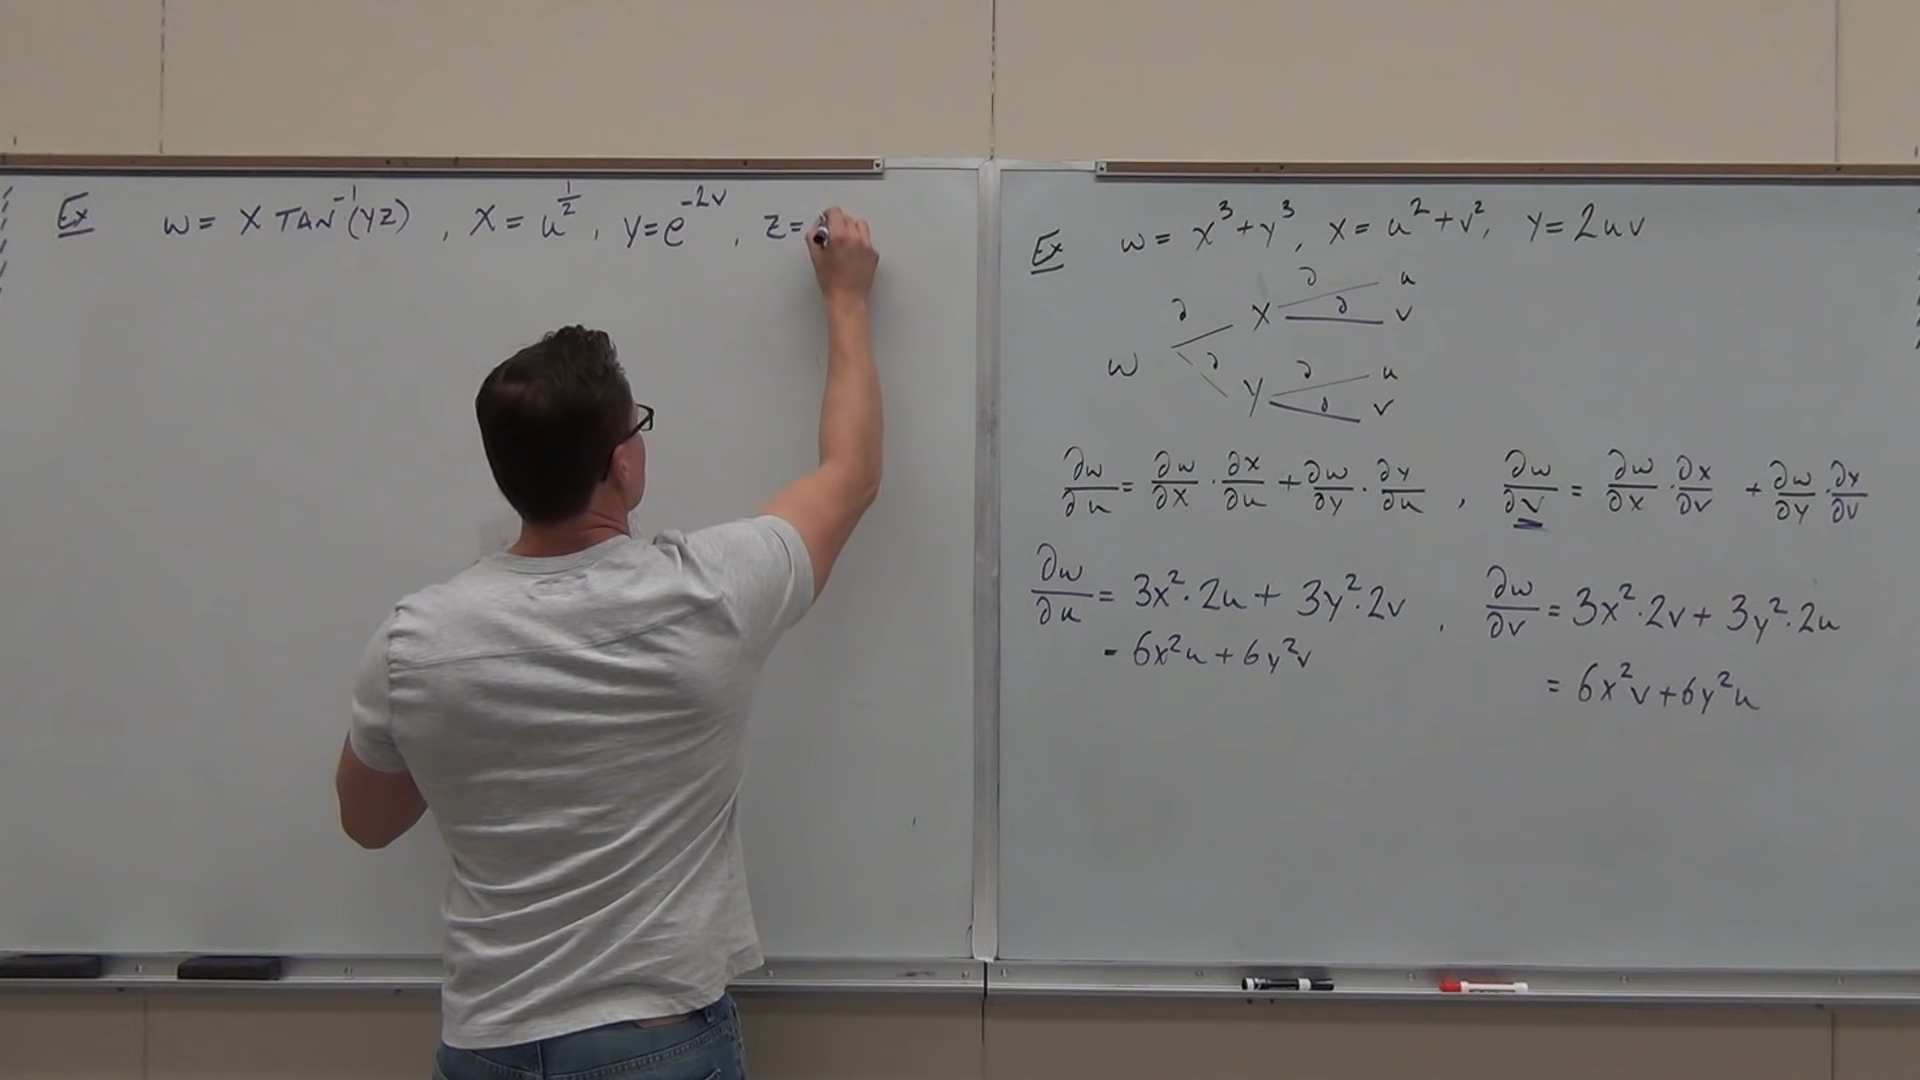 Ex w = x TAN⁻¹(yz), x = u^(1/2), y = e^(-2v), z =
Ex w = x³ + y³, x = u² + v², y = 2uv
∂ u
∂ x ∂ v
w
∂ y ∂ u
∂ v
∂w/∂u = ∂w/∂x · ∂x/∂u + ∂w/∂y · ∂y/∂u , ∂w/∂v = ∂w/∂x · ∂x/∂v + ∂w/∂y · ∂y/∂v
∂w/∂u = 3x² · 2u + 3y² · 2v , ∂w/∂v = 3x² · 2v + 3y² · 2u
= 6x²u + 6y²v
= 6x²v + 6y²u